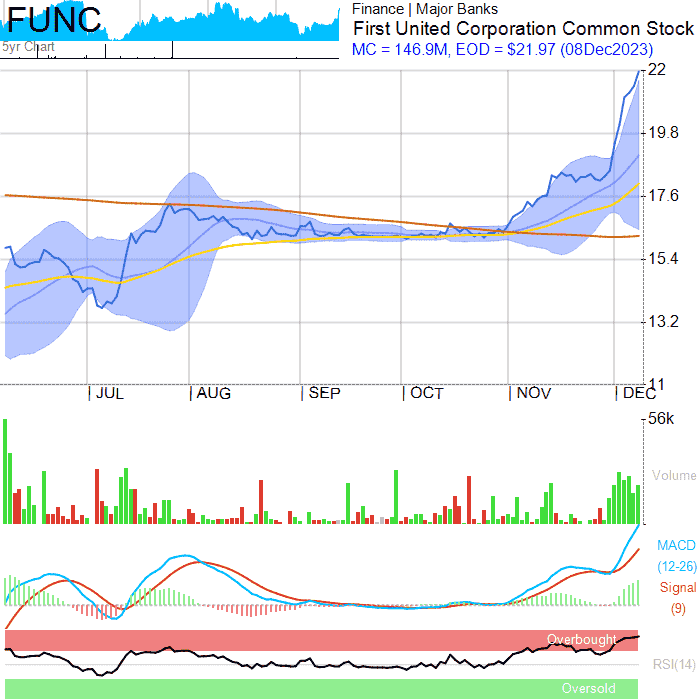 FUNC
5yr Chart
Finance | Major Banks
First United Corporation Common Stock
MC = 146.9M, EOD = $21.97 (08Dec2023)
22
19.8
17.6
15.4
13.2
11
JUL
AUG
SEP
OCT
NOV
DEC
56k
Volume
MACD
(12-26)
Signal
(9)
Overbought
RSI(14)
Oversold